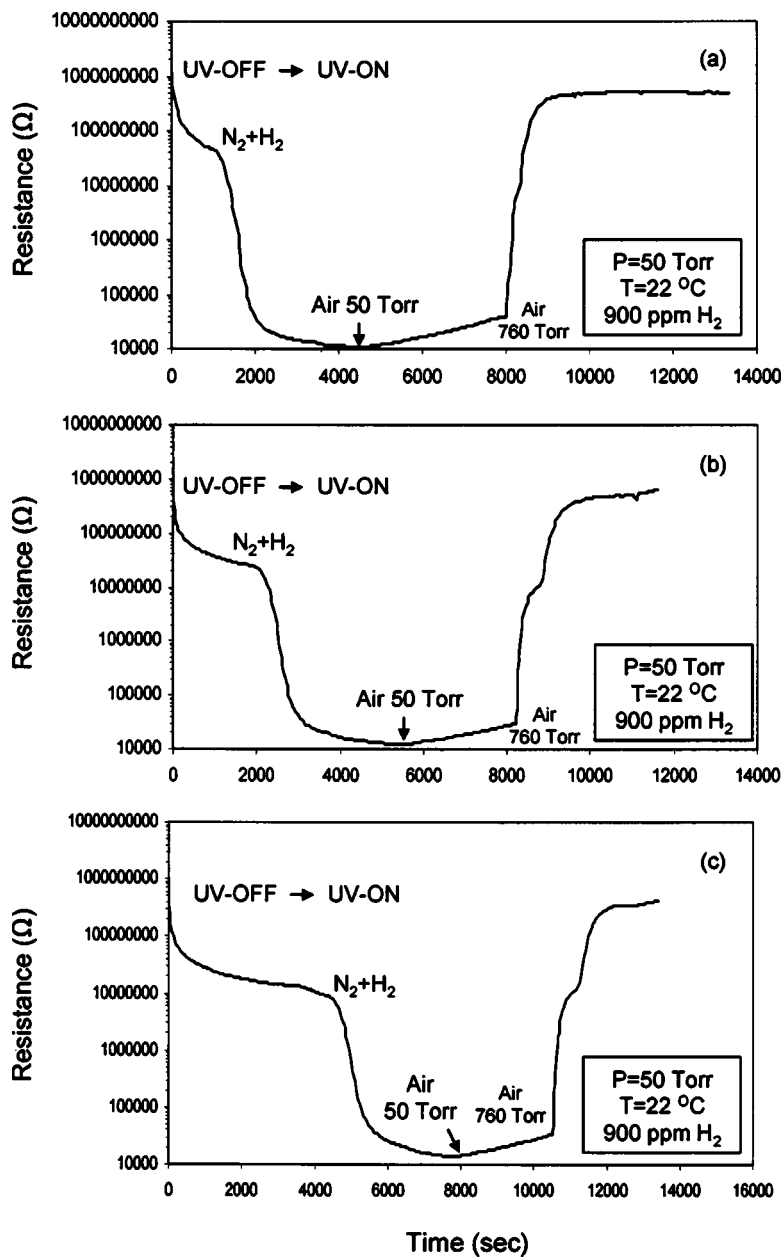 10000000000
1000000000
100000000
10000000
1000000
100000
10000
Resistance (Ω)
UV-OFF → UV-ON
(a)
N₂+H₂
Air 50 Torr
Air
760 Torr
P=50 Torr
T=22 °C
900 ppm H₂
0 2000 4000 6000 8000 10000 12000 14000
10000000000
1000000000
100000000
10000000
1000000
100000
10000
Resistance (Ω)
UV-OFF → UV-ON
(b)
N₂+H₂
Air 50 Torr
Air
760 Torr
P=50 Torr
T=22 °C
900 ppm H₂
0 2000 4000 6000 8000 10000 12000 14000
10000000000
1000000000
100000000
10000000
1000000
100000
10000
Resistance (Ω)
UV-OFF → UV-ON
(c)
N₂+H₂
Air
50 Torr
Air
760 Torr
P=50 Torr
T=22 °C
900 ppm H₂
0 2000 4000 6000 8000 10000 12000 14000 16000
Time (sec)